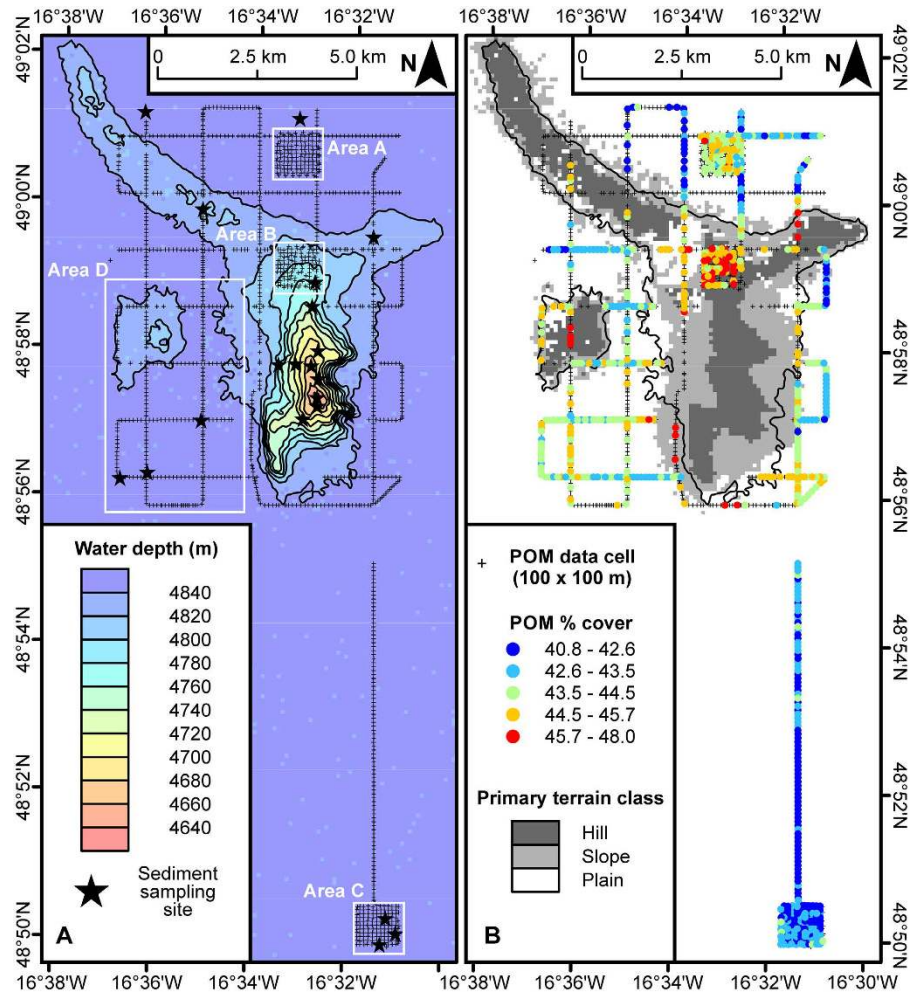 16°38'W 16°36'W 16°34'W 16°32'W 16°38'W 16°36'W 16°34'W 16°32'W
0 2.5 km 5.0 km N
0 2.5 km 5.0 km N
49°02'N
49°00'N
48°58'N
48°56'N
48°54'N
48°52'N
48°50'N
Area A
Area B
Area D
Area C
Water depth (m)
4840
4820
4800
4780
4760
4740
4720
4700
4680
4660
4640
Sediment
sampling
site
A
+ POM data cell
(100 x 100 m)
POM % cover
40.8 - 42.6
42.6 - 43.5
43.5 - 44.5
44.5 - 45.7
45.7 - 48.0
Primary terrain class
Hill
Slope
Plain
B
49°02'N
49°00'N
48°58'N
48°56'N
48°54'N
48°52'N
48°50'N
16°38'W 16°36'W 16°34'W 16°32'W 16°38'W 16°36'W 16°34'W 16°32'W 16°30'W